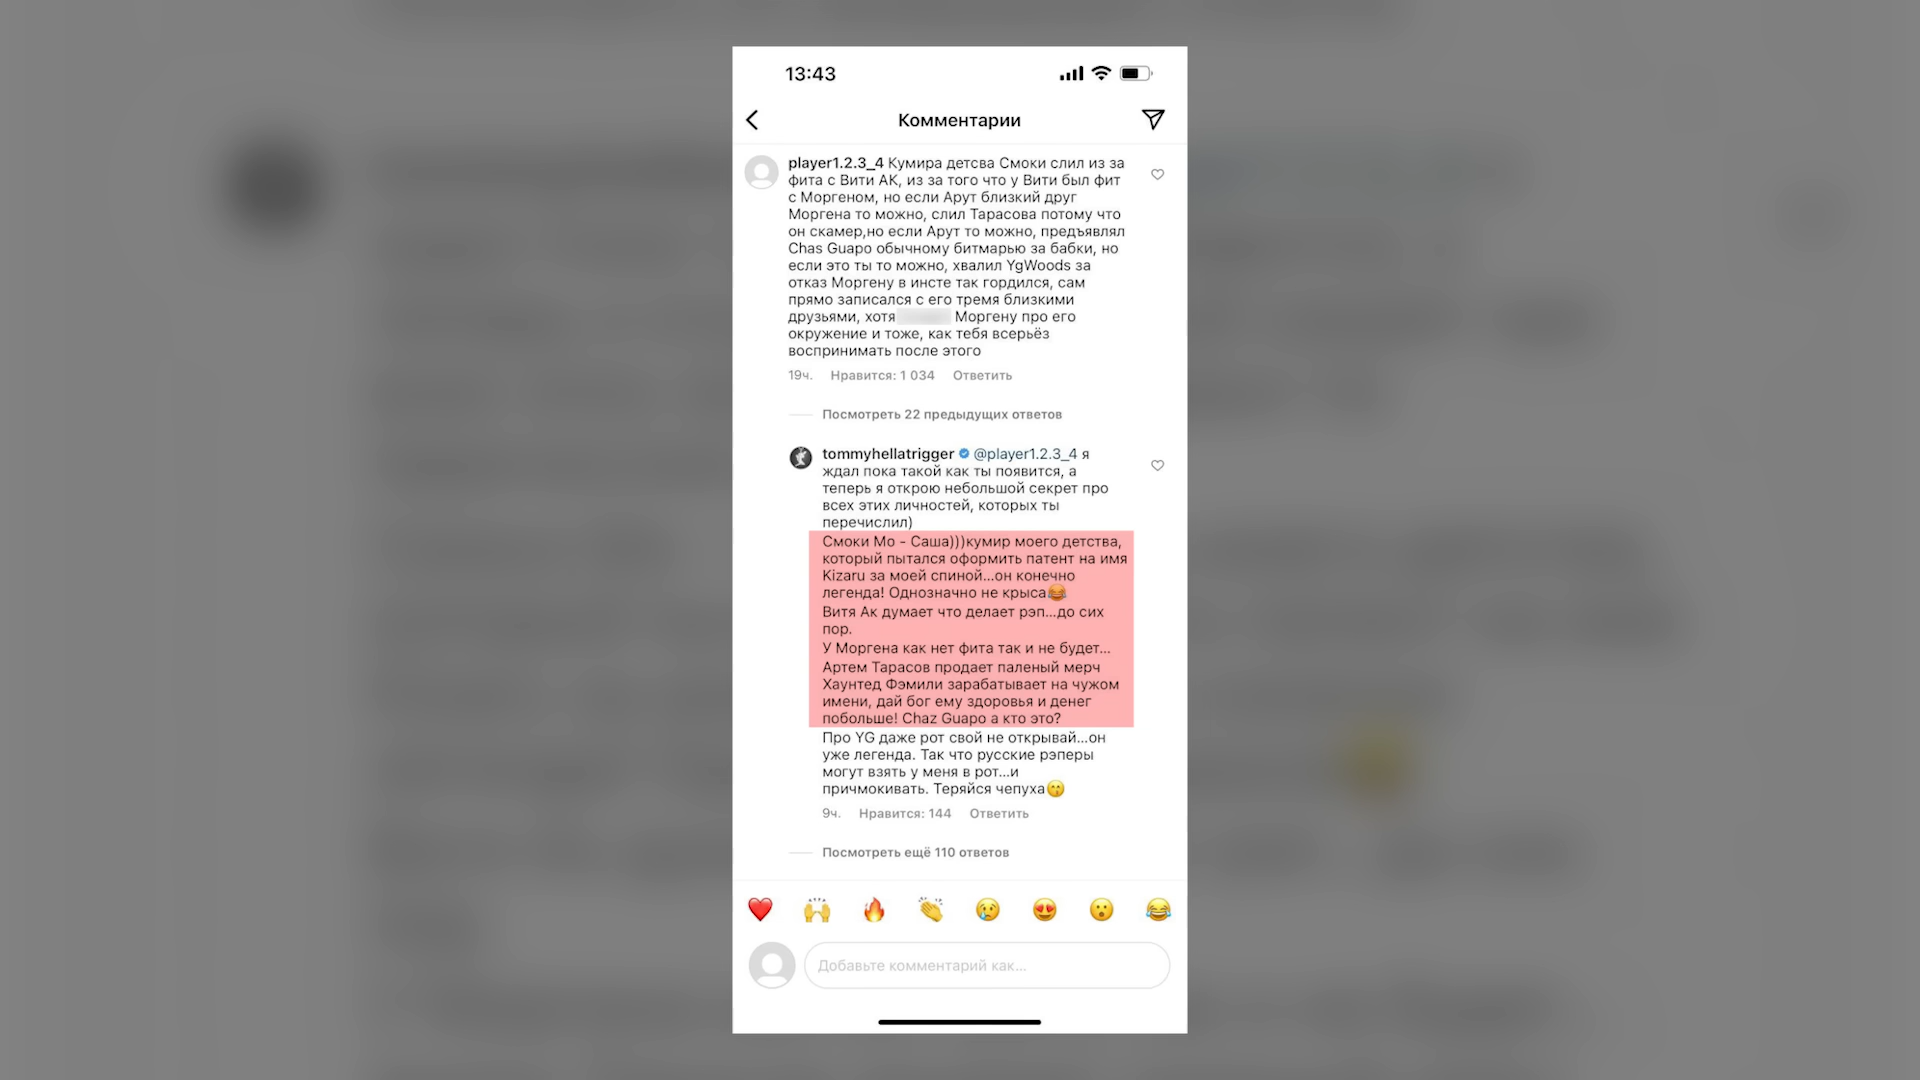 13:43
Комментарии
player1.2.3_4 Кумира детсва Смоки слил из за
фита с Вити АК, из за того что у Вити был фит
с Моргеном, но если Арут близкий друг
Моргена то можно, слил Тарасова потому что
он скамер,но если Арут то можно, предъявлял
Chas Guapo обычному битмарью за бабки, но
если это ты то можно, хвалил YgWoods за
отказ Моргену в инсте так гордился, сам
прямо записался с его тремя близкими
друзьями, хотя Моргену про его
окружение и тоже, как тебя всерьёз
воспринимать после этого
19ч. Нравится: 1 034 Ответить
Посмотреть 22 предыдущих ответов
tommyhellatrigger @player1.2.3_4 я
ждал пока такой как ты появится, а
теперь я открою небольшой секрет про
всех этих личностей, которых ты
перечислил)
Смоки Мо - Саша)))кумир моего детства,
который пытался оформить патент на имя
Kizaru за моей спиной...он конечно
легенда! Однозначно не крыса😂
Витя Ак думает что делает рэп...до сих
пор.
У Моргена как нет фита так и не будет...
Артем Тарасов продает паленый мерч
Хаунтед Фэмили зарабатывает на чужом
имени, дай бог ему здоровья и денег
побольше! Chaz Guapo а кто это?
Про YG даже рот свой не открывай...он
уже легенда. Так что русские рэперы
могут взять у меня в рот...и
причмокивать. Теряйся чепуха😙
9ч. Нравится: 144 Ответить
Посмотреть ещё 110 ответов
Добавьте комментарий как...